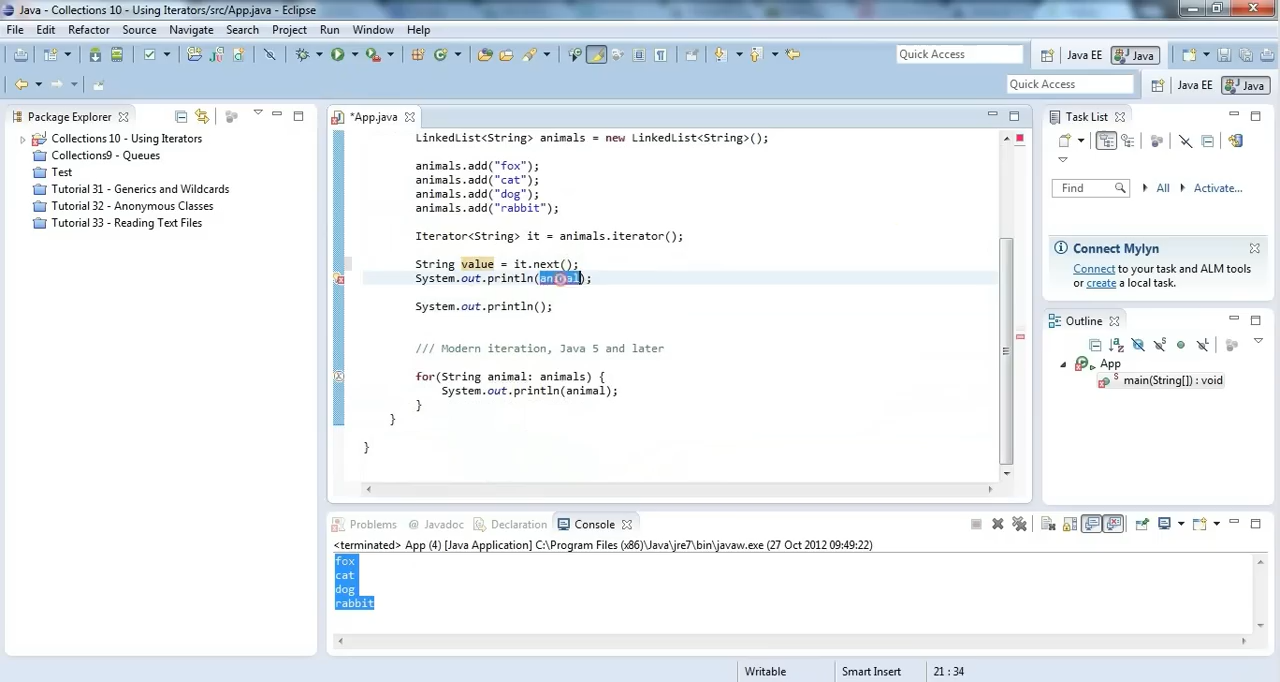 Java - Collections 10 - Using Iterators/src/App.java - Eclipse
File Edit Refactor Source Navigate Search Project Run Window Help
Quick Access Java EE Java
Quick Access Java EE Java
Package Explorer
Collections 10 - Using Iterators
Collections9 - Queues
Test
Tutorial 31 - Generics and Wildcards
Tutorial 32 - Anonymous Classes
Tutorial 33 - Reading Text Files
*App.java
LinkedList<String> animals = new LinkedList<String>();
animals.add("fox");
animals.add("cat");
animals.add("dog");
animals.add("rabbit");
Iterator<String> it = animals.iterator();
String value = it.next();
System.out.println(animal);
System.out.println();
/// Modern iteration, Java 5 and later
for(String animal: animals) {
System.out.println(animal);
}
}
}
Task List
Find All Activate...
Connect Mylyn
Connect to your task and ALM tools
or create a local task.
Outline
App
main(String[]) : void
Problems @ Javadoc Declaration Console
<terminated> App (4) [Java Application] C:\Program Files (x86)\Java\jre7\bin\javaw.exe (27 Oct 2012 09:49:22)
fox
cat
dog
rabbit
Writable Smart Insert 21 : 34